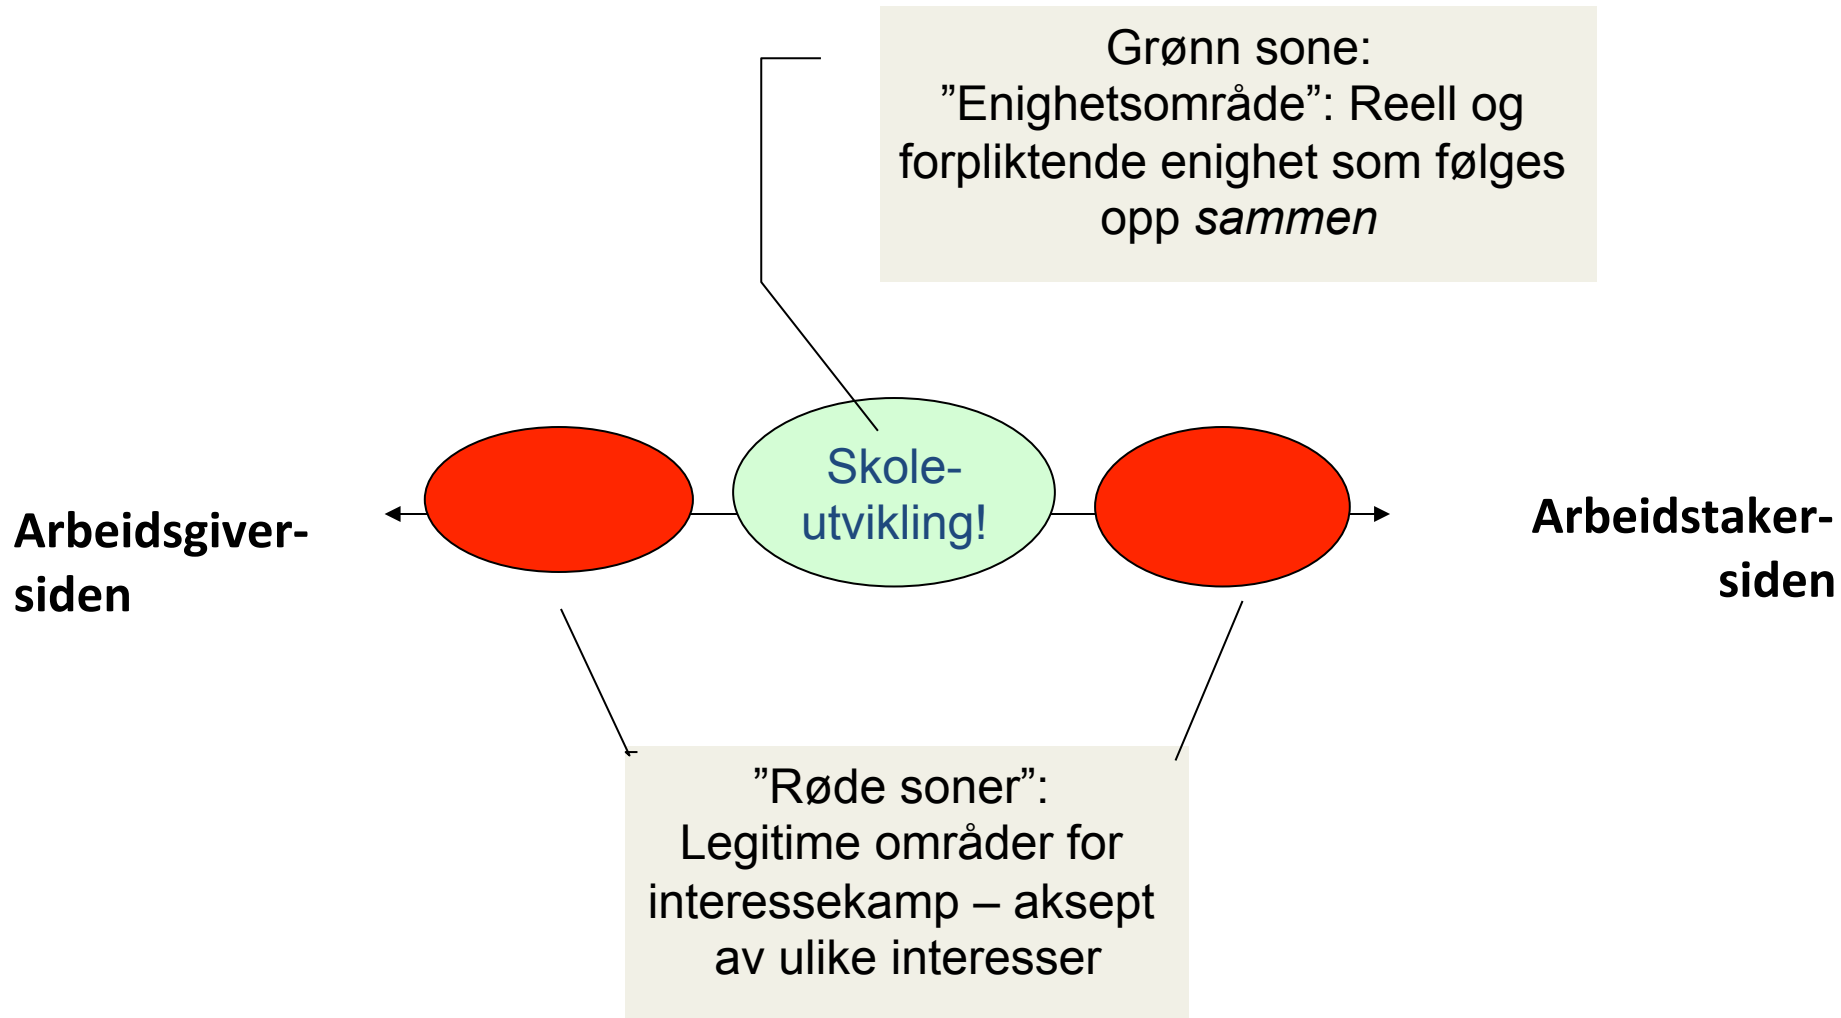 Grønn sone:
”Enighetsområde”: Reell og
forpliktende enighet som følges
opp sammen
Skole-
utvikling!
Arbeidsgiver-
siden
Arbeidstaker-
siden
”Røde soner”:
Legitime områder for
interessekamp – aksept
av ulike interesser